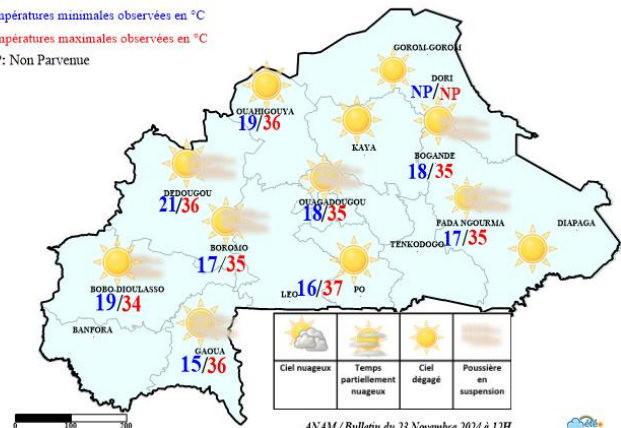 mpératures minimales observées en °C
mpératures maximales observées en °C
: Non Parvenue
GOROM-GOROM
DORI
NP/NP
OUAHIGOUYA
19/36
KAYA
BOGANDE
18/35
DEDOUGOU
21/36
OUAGADOUGOU
18/35
FADA NGOURMA
17/35
DIAPAGA
BOROMO
17/35
TENKODOGO
BOBO-DIOULASSO
19/34
LEO
16/37
PO
BANFORA
GAOUA
15/36
Ciel nuageux
Temps
partiellement
nuageux
Ciel
dégagé
Poussière
en
suspension
ANAM / Bulletin du 23 Novembre 2024 à 12H